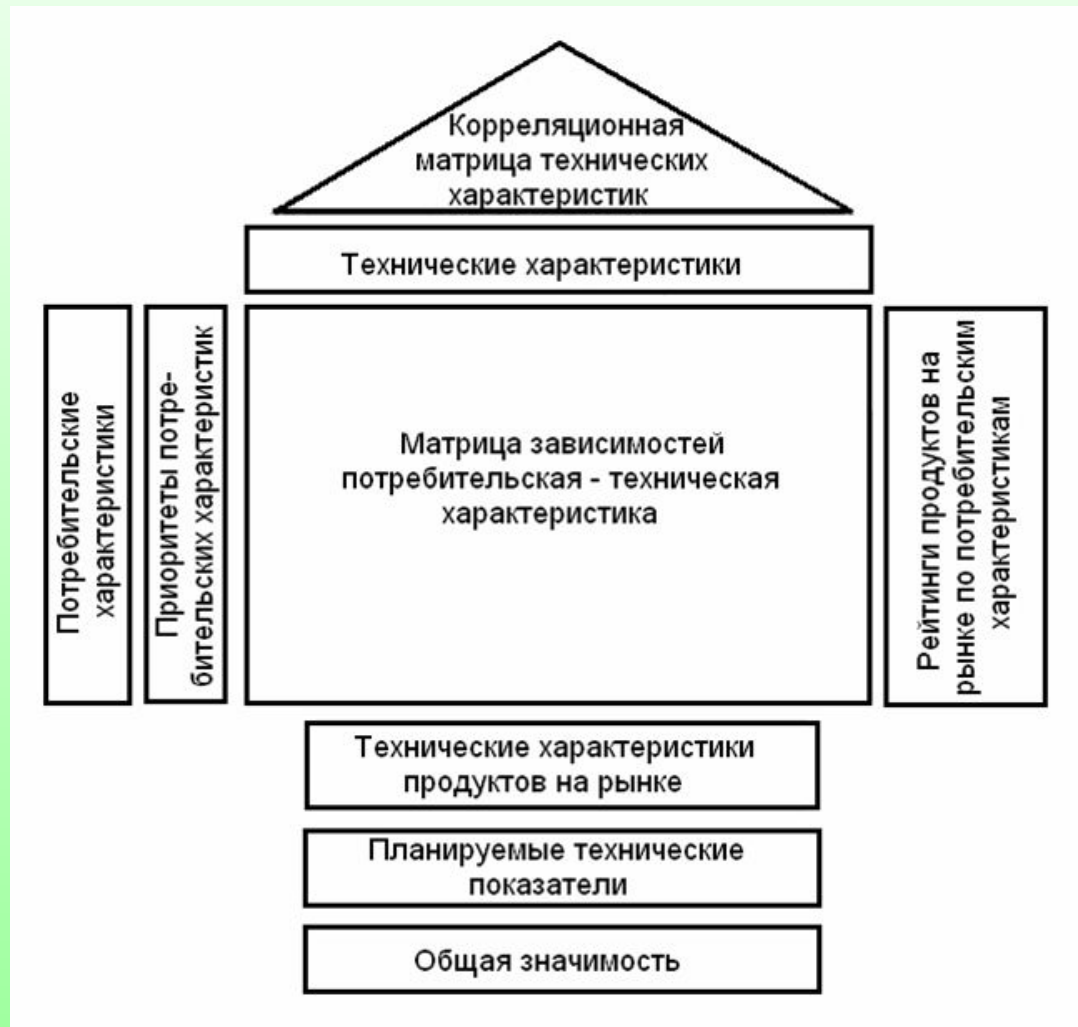 Корреляционная
матрица технических
характеристик
Технические характеристики
Потребительские
характеристики
Приоритеты потре-
бительских характеристик
Матрица зависимостей
потребительская - техническая
характеристика
Рейтинги продуктов на
рынке по потребительским
характеристикам
Технические характеристики
продуктов на рынке
Планируемые технические
показатели
Общая значимость